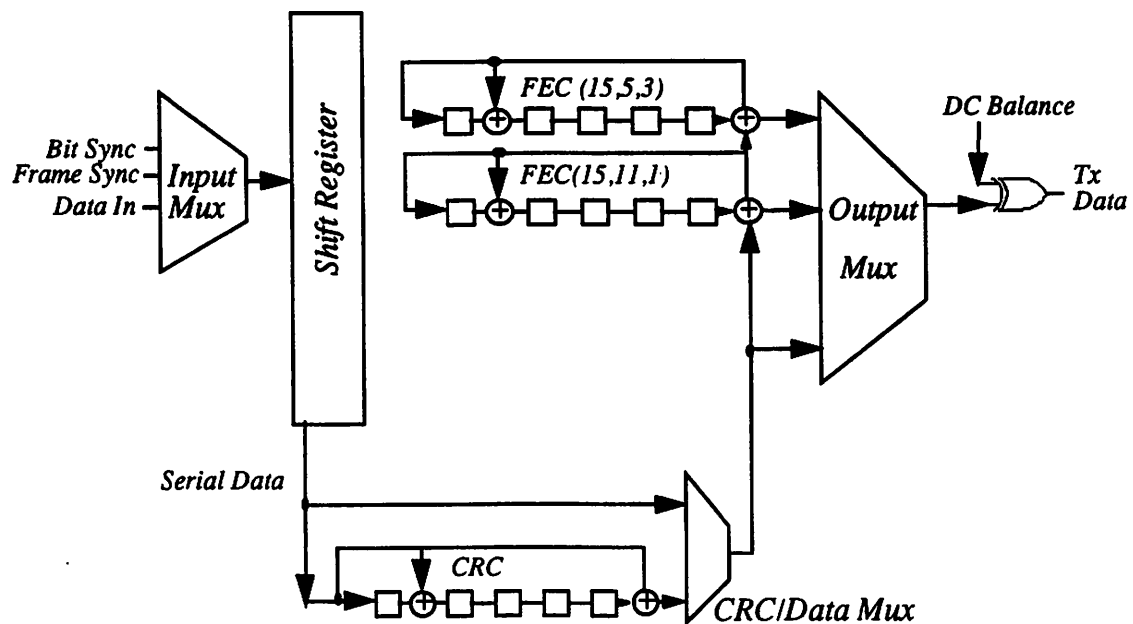 Bit Sync
Frame Sync
Data In
Input
Mux
Shift Register
FEC (15,5,3)
FEC(15,11,1)
Output
Mux
DC Balance
Tx
Data
Serial Data
CRC
CRC/Data Mux